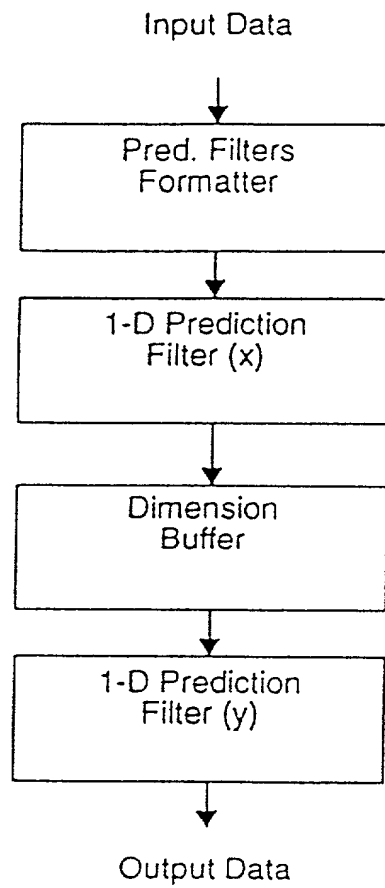 Input Data
Pred. Filters
Formatter
1-D Prediction
Filter (x)
Dimension
Buffer
1-D Prediction
Filter (y)
Output Data